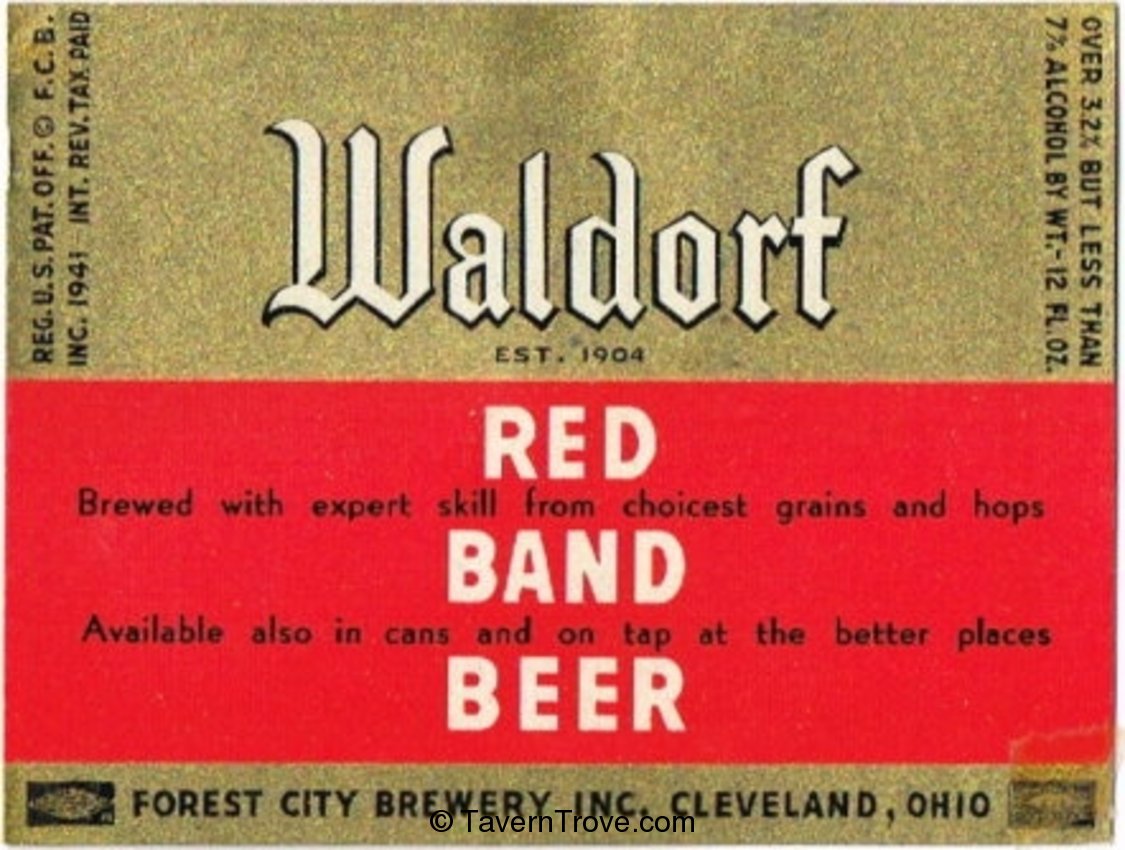 REG. U. S. PAT. OFF. © F. C. B.
INC. 1941 INT. REV. TAX PAID
OVER 3.2% BUT LESS THAN
7% ALCOHOL BY WT.-12 FL. OZ.
Waldorf
EST. 1904
RED
Brewed with expert skill from choicest grains and hops
BAND
Available also in cans and on tap at the better places
BEER
FOREST CITY BREWERY, INC. CLEVELAND, OHIO
© TavernTrove.com